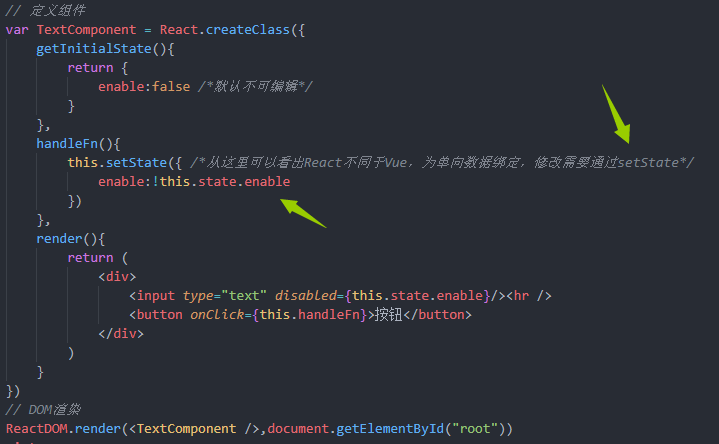 // 定义组件
var TextComponent = React.createClass({
    getInitialState(){
        return {
            enable:false /*默认不可编辑*/
        }
    },
    handleFn(){
        this.setState({ /*从这里可以看出React不同于Vue，为单向数据绑定，修改需要通过setState*/
            enable:!this.state.enable
        })
    },
    render(){
        return (
            <div>
                <input type="text" disabled={this.state.enable}/><hr />
                <button onClick={this.handleFn}>按钮</button>
            </div>
        )
    }
})
// DOM渲染
ReactDOM.render(<TextComponent />,document.getElementById("root"))